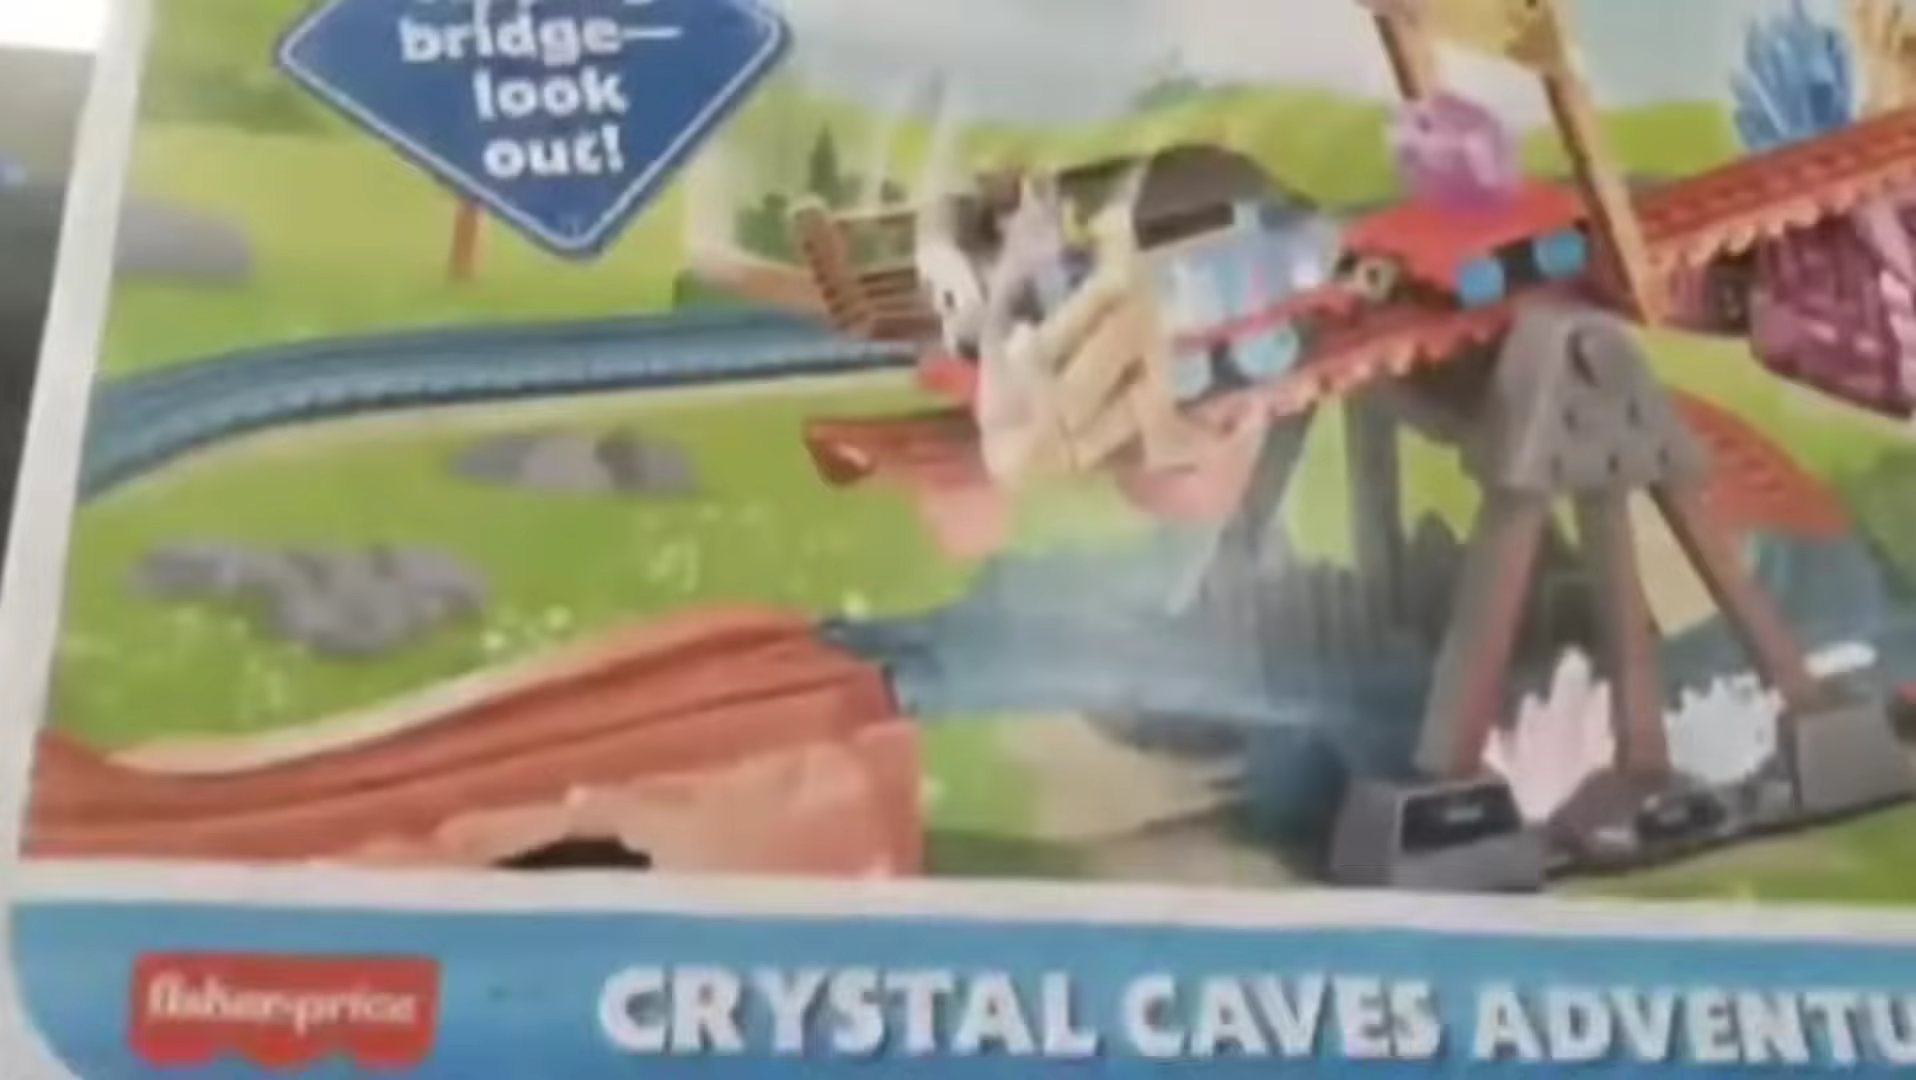 bridge—
look
out!
fisher-price
CRYSTAL CAVES ADVENTU